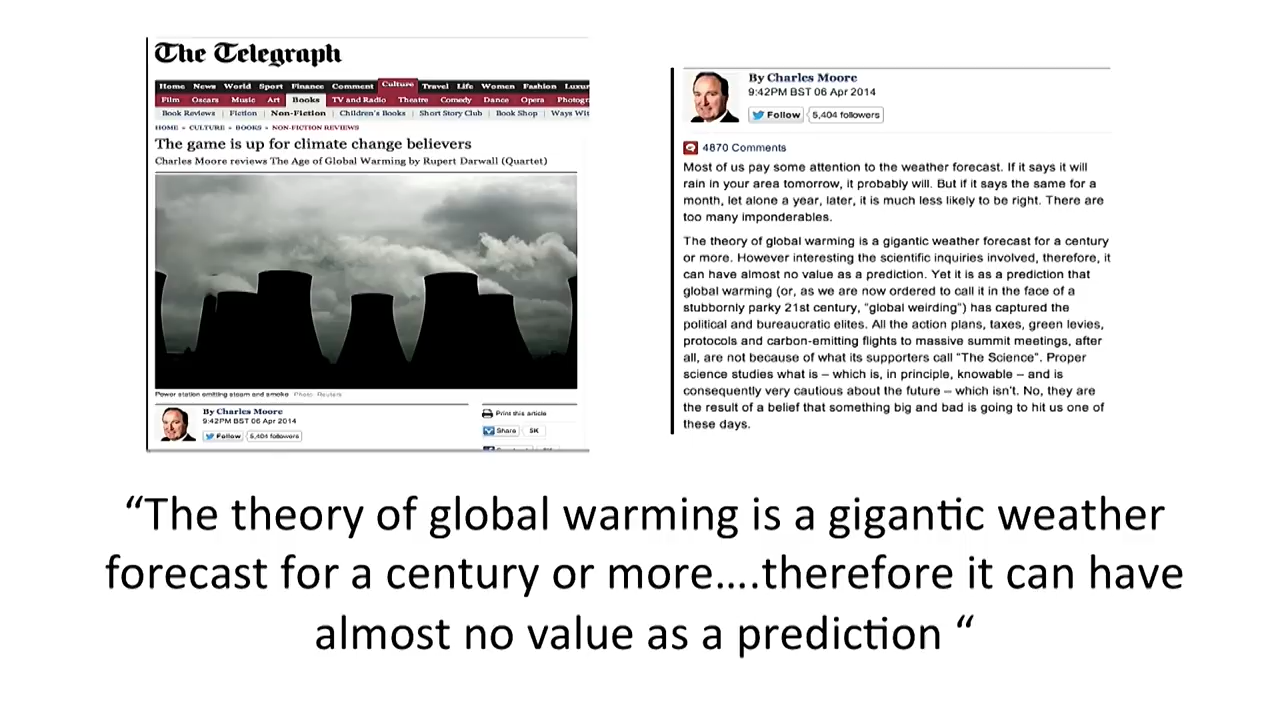 The Telegraph
Home News World Sport Finance Comment Culture Travel Life Women Fashion Luxur
Film Oscars Music Art Books TV and Radio Theatre Comedy Dance Opera Photogr
Book Reviews Fiction Non-Fiction Children's Books Short Story Club Book Shop Ways Wit
HOME » CULTURE » BOOKS » NON-FICTION REVIEWS
The game is up for climate change believers
Charles Moore reviews The Age of Global Warming by Rupert Darwall (Quartet)
Power station emitting steam and smoke Photo: Reuters
By Charles Moore
9:42PM BST 06 Apr 2014
Follow 5,404 followers
Print this article
Share 5K
By Charles Moore
9:42PM BST 06 Apr 2014
Follow 5,404 followers
4870 Comments
Most of us pay some attention to the weather forecast. If it says it will
rain in your area tomorrow, it probably will. But if it says the same for a
month, let alone a year, later, it is much less likely to be right. There are
too many imponderables.
The theory of global warming is a gigantic weather forecast for a century
or more. However interesting the scientific inquiries involved, therefore, it
can have almost no value as a prediction. Yet it is as a prediction that
global warming (or, as we are now ordered to call it in the face of a
stubbornly parky 21st century, "global weirding") has captured the
political and bureaucratic elites. All the action plans, taxes, green levies,
protocols and carbon-emitting flights to massive summit meetings, after
all, are not because of what its supporters call "The Science". Proper
science studies what is – which is, in principle, knowable – and is
consequently very cautious about the future – which isn't. No, they are
the result of a belief that something big and bad is going to hit us one of
these days.
“The theory of global warming is a gigantic weather
forecast for a century or more….therefore it can have
almost no value as a prediction “